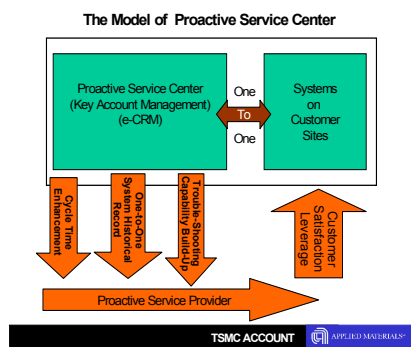 The Model of Proactive Service Center
Proactive Service Center
(Key Account Management)
(e-CRM)
One
To
One
Systems
on
Customer
Sites
Cycle Time
Enhancement
One-to-One
System Historical
Record
Trouble-Shooting
Capability Build-Up
Customer
Satisfaction
Leverage
Proactive Service Provider
TSMC ACCOUNT
APPLIED MATERIALS